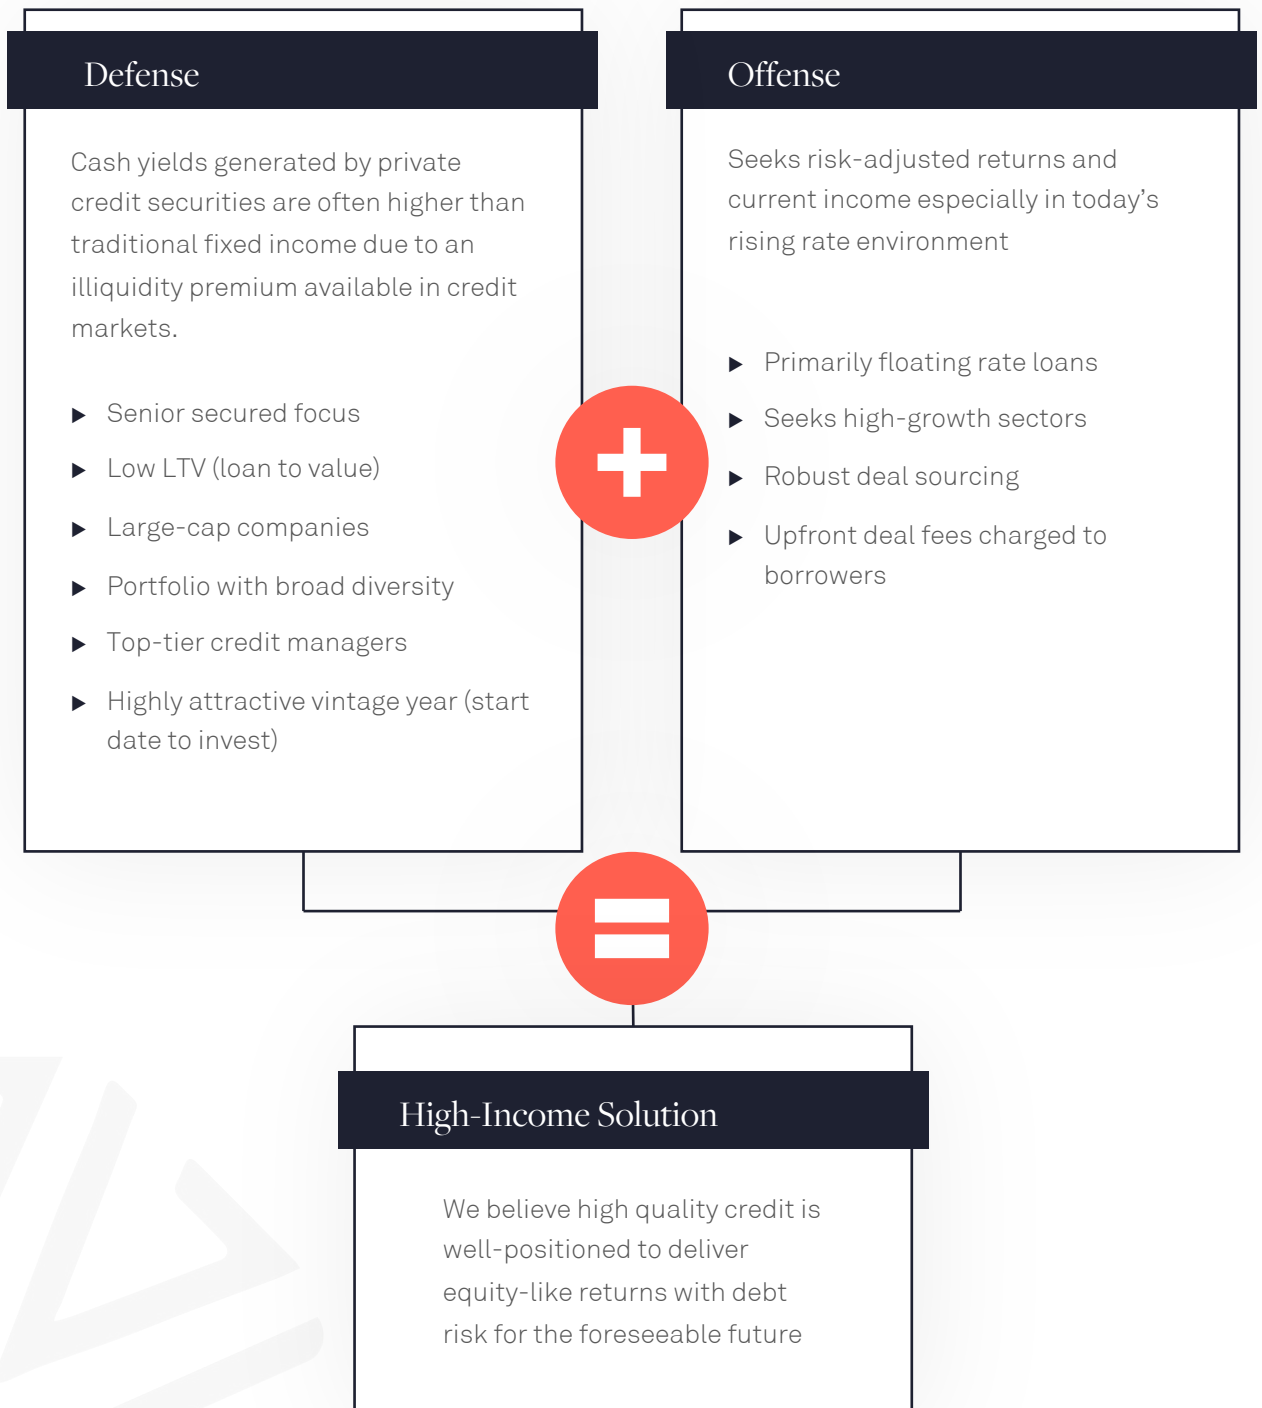 Defense
Cash yields generated by private
credit securities are often higher than
traditional fixed income due to an
illiquidity premium available in credit
markets.
Senior secured focus
Low LTV (loan to value)
Large-cap companies
Portfolio with broad diversity
Top-tier credit managers
Highly attractive vintage year (start
date to invest)
Offense
Seeks risk-adjusted returns and
current income especially in today’s
rising rate environment
Primarily floating rate loans
Seeks high-growth sectors
Robust deal sourcing
Upfront deal fees charged to
borrowers
High-Income Solution
We believe high quality credit is
well-positioned to deliver
equity-like returns with debt
risk for the foreseeable future